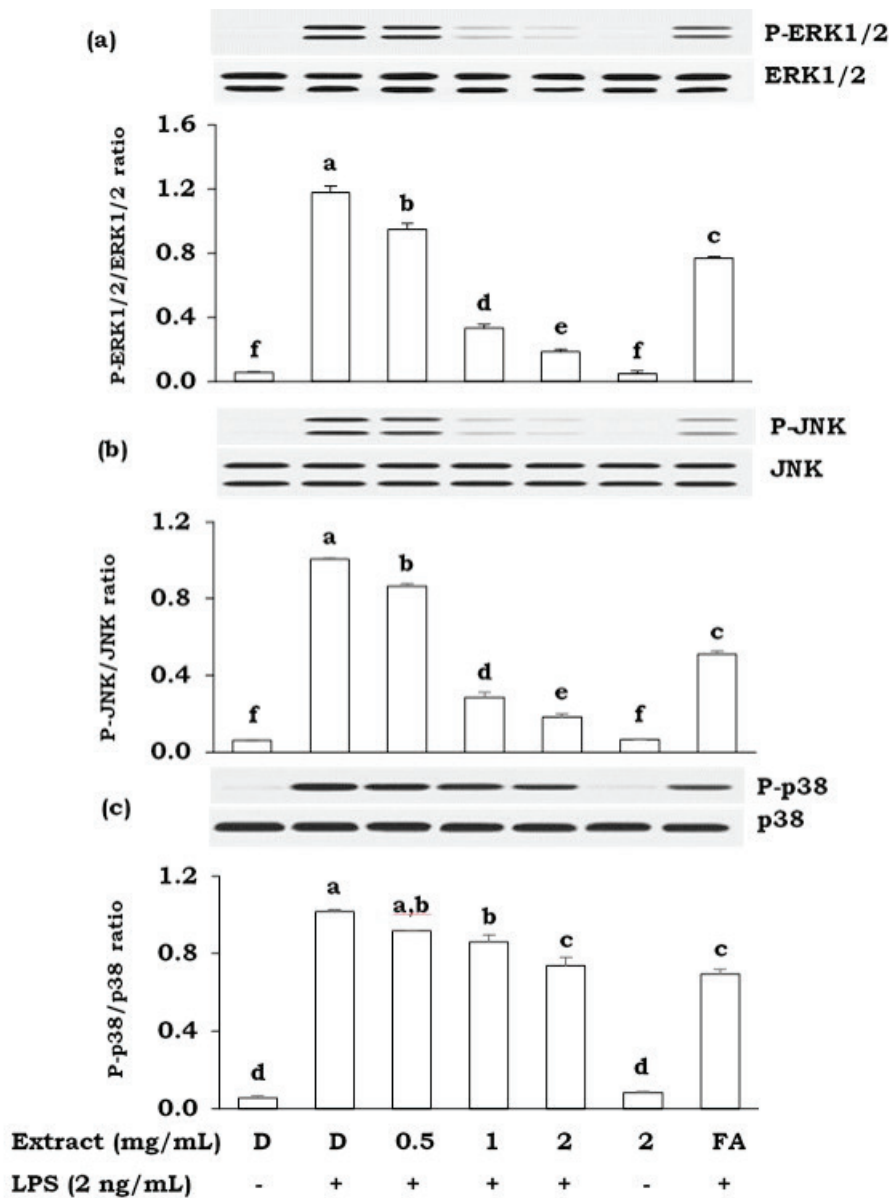 (a)
P-ERK1/2
ERK1/2
P-ERK1/2/ERK1/2 ratio
1.6
1.2
0.8
0.4
0.0
f a b d e f c
P-JNK
(b)
JNK
P-JNK/JNK ratio
1.2
0.8
0.4
0.0
f a b d e f c
P-p38
(c)
p38
P-p38/p38 ratio
1.2
0.8
0.4
0.0
d a a,b b c d c
Extract (mg/mL) D D 0.5 1 2 2 FA
LPS (2 ng/mL) - + + + + - +